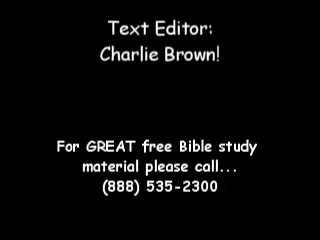 Text Editor:
Charlie Brown!
For GREAT free Bible study
material please call...
(888) 535-2300